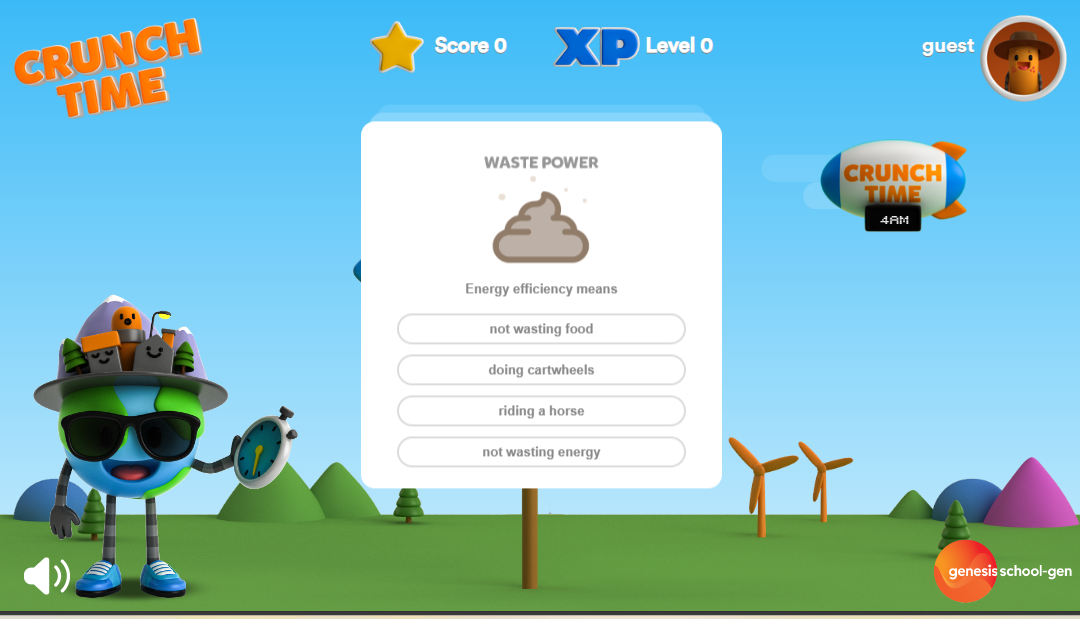 CRUNCH
TIME
Score 0
XP Level 0
guest
WASTE POWER
Energy efficiency means
not wasting food
doing cartwheels
riding a horse
not wasting energy
CRUNCH
TIME
4AM
genesis school-gen